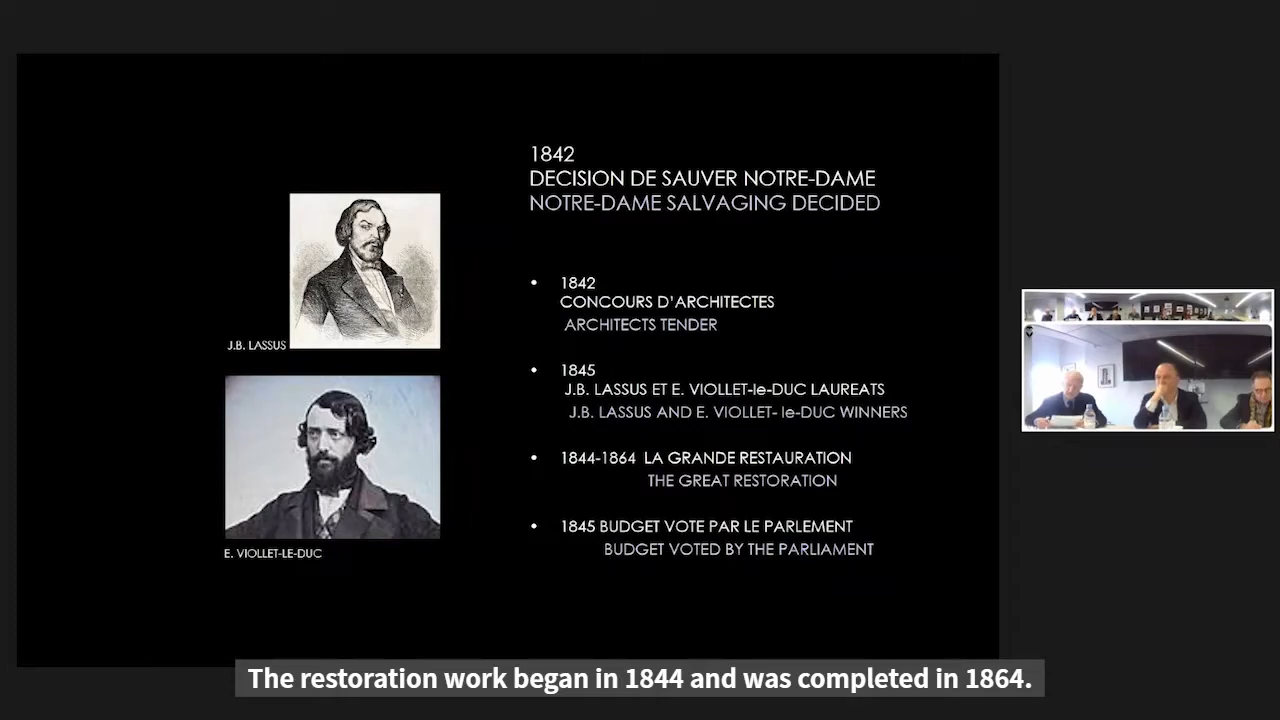 1842
DECISION DE SAUVER NOTRE-DAME
NOTRE-DAME SALVAGING DECIDED
• 1842
CONCOURS D'ARCHITECTES
ARCHITECTS TENDER
• 1845
J.B. LASSUS ET E. VIOLLET-le-DUC LAUREATS
J.B. LASSUS AND E. VIOLLET- le-DUC WINNERS
• 1844-1864 LA GRANDE RESTAURATION
THE GREAT RESTORATION
• 1845 BUDGET VOTE PAR LE PARLEMENT
BUDGET VOTED BY THE PARLIAMENT
J.B. LASSUS
E. VIOLLET-LE-DUC
The restoration work began in 1844 and was completed in 1864.